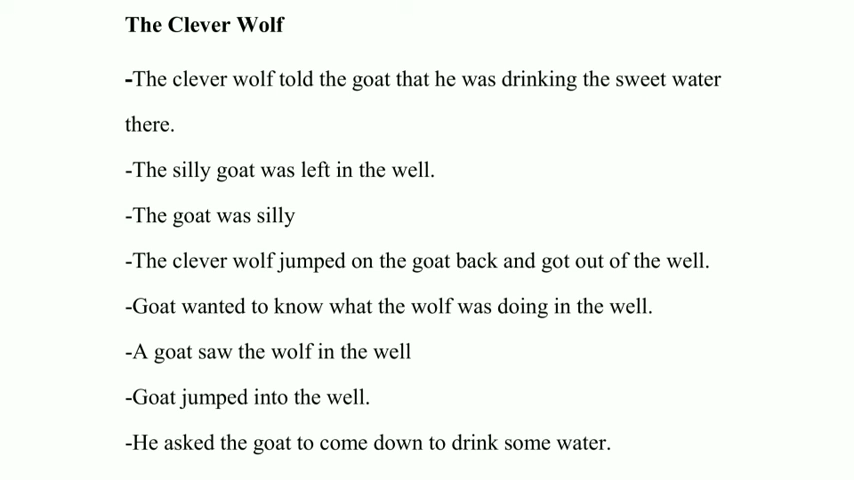 The Clever Wolf
-The clever wolf told the goat that he was drinking the sweet water
there.
-The silly goat was left in the well.
-The goat was silly
-The clever wolf jumped on the goat back and got out of the well.
-Goat wanted to know what the wolf was doing in the well.
-A goat saw the wolf in the well
-Goat jumped into the well.
-He asked the goat to come down to drink some water.